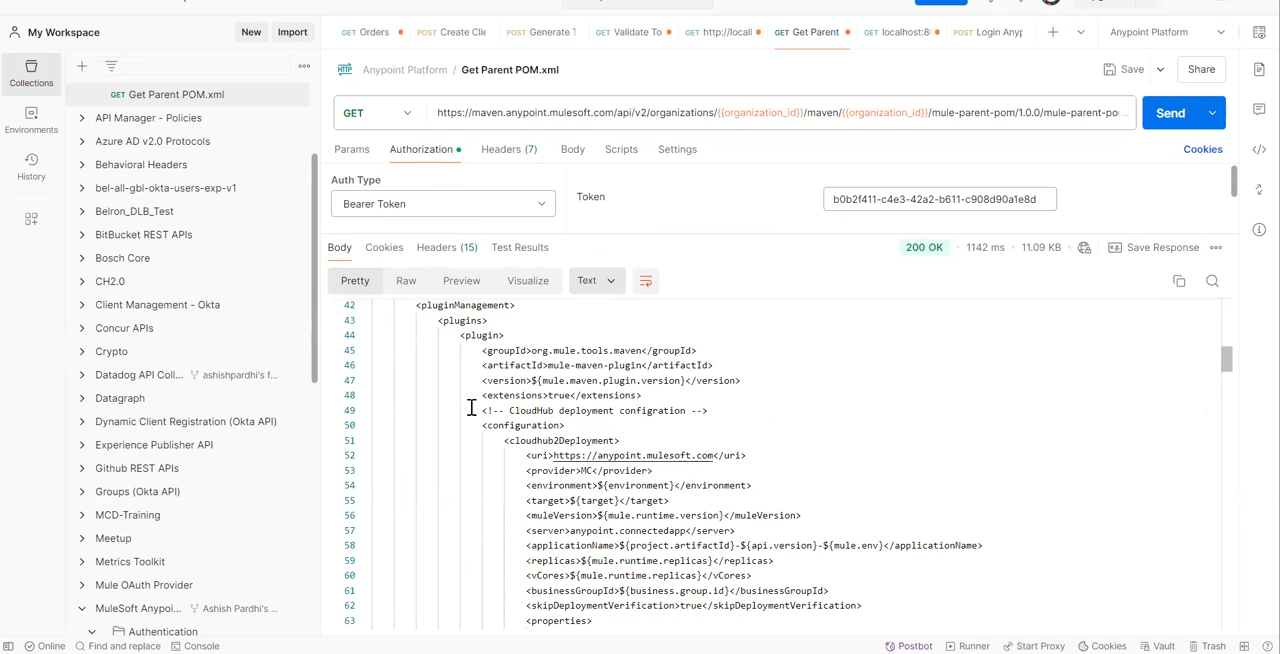 My Workspace
New
Import
GET Orders
POST Create Clie
POST Generate T
GET Validate To
GET http://locall
GET Get Parent
GET localhost:8
POST Login Anyp
Anypoint Platform
Collections
Environments
History
GET Get Parent POM.xml
API Manager - Policies
Azure AD v2.0 Protocols
Behavioral Headers
bel-all-gbl-okta-users-exp-v1
Belron_DLB_Test
BitBucket REST APIs
Bosch Core
CH2.0
Client Management - Okta
Concur APIs
Crypto
Datadog API Coll... ashishpardhi's f...
Datagraph
Dynamic Client Registration (OKTA)
Experience Publisher API
Github REST APIs
Groups (Okta API)
MCD-Training
Meetup
Metrics Toolkit
Mule OAuth Provider
MuleSoft Anypoi... Ashish Pardhi's ...
Authentication
HTTP Anypoint Platform / Get Parent POM.xml
Save
Share
GET
https://maven.anypoint.mulesoft.com/api/v2/organizations/{{organization_id}}/maven/{{organization_id}}/mule-parent-pom/1.0.0/mule-parent-po...
Send
Params
Authorization
Headers (7)
Body
Scripts
Settings
Cookies
Auth Type
Bearer Token
Token
b0b2f411-c4e3-42a2-b611-c908d90a1e8d
Body
Cookies
Headers (15)
Test Results
200 OK
1142 ms
11.09 KB
Save Response
Pretty
Raw
Preview
Visualize
Text
42 <pluginManagement>
43 <plugins>
44 <plugin>
45 <groupId>org.mule.tools.maven</groupId>
46 <artifactId>mule-maven-plugin</artifactId>
47 <version>${mule.maven.plugin.version}</version>
48 <extensions>true</extensions>
49 <!-- CloudHub deployment configration -->
50 <configuration>
51 <cloudhub2Deployment>
52 <uri>https://anypoint.mulesoft.com</uri>
53 <provider>MC</provider>
54 <environment>${environment}</environment>
55 <target>${target}</target>
56 <muleVersion>${mule.runtime.version}</muleVersion>
57 <server>anypoint.connectedapp</server>
58 <applicationName>${project.artifactId}-${api.version}-${mule.env}</applicationName>
59 <replicas>${mule.runtime.replicas}</replicas>
60 <vCores>${mule.runtime.replicas}</vCores>
61 <businessGroupId>${business.group.id}</businessGroupId>
62 <skipDeploymentVerification>true</skipDeploymentVerification>
63 <properties>
Online
Find and replace
Console
Postbot
Runner
Start Proxy
Cookies
Vault
Trash